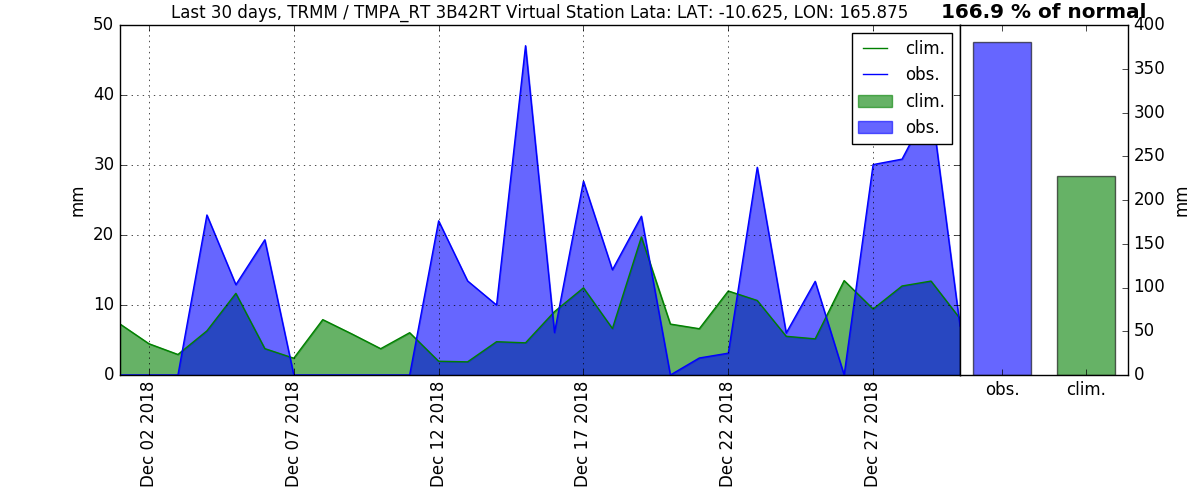 Last 30 days, TRMM / TMPA_RT 3B42RT Virtual Station Lata: LAT: -10.625, LON: 165.875
166.9 % of normal
50
40
30
20
10
0
mm
clim.
obs.
clim.
obs.
400
350
300
250
200
150
100
50
0
mm
obs.
clim.
Dec 02 2018
Dec 07 2018
Dec 12 2018
Dec 17 2018
Dec 22 2018
Dec 27 2018